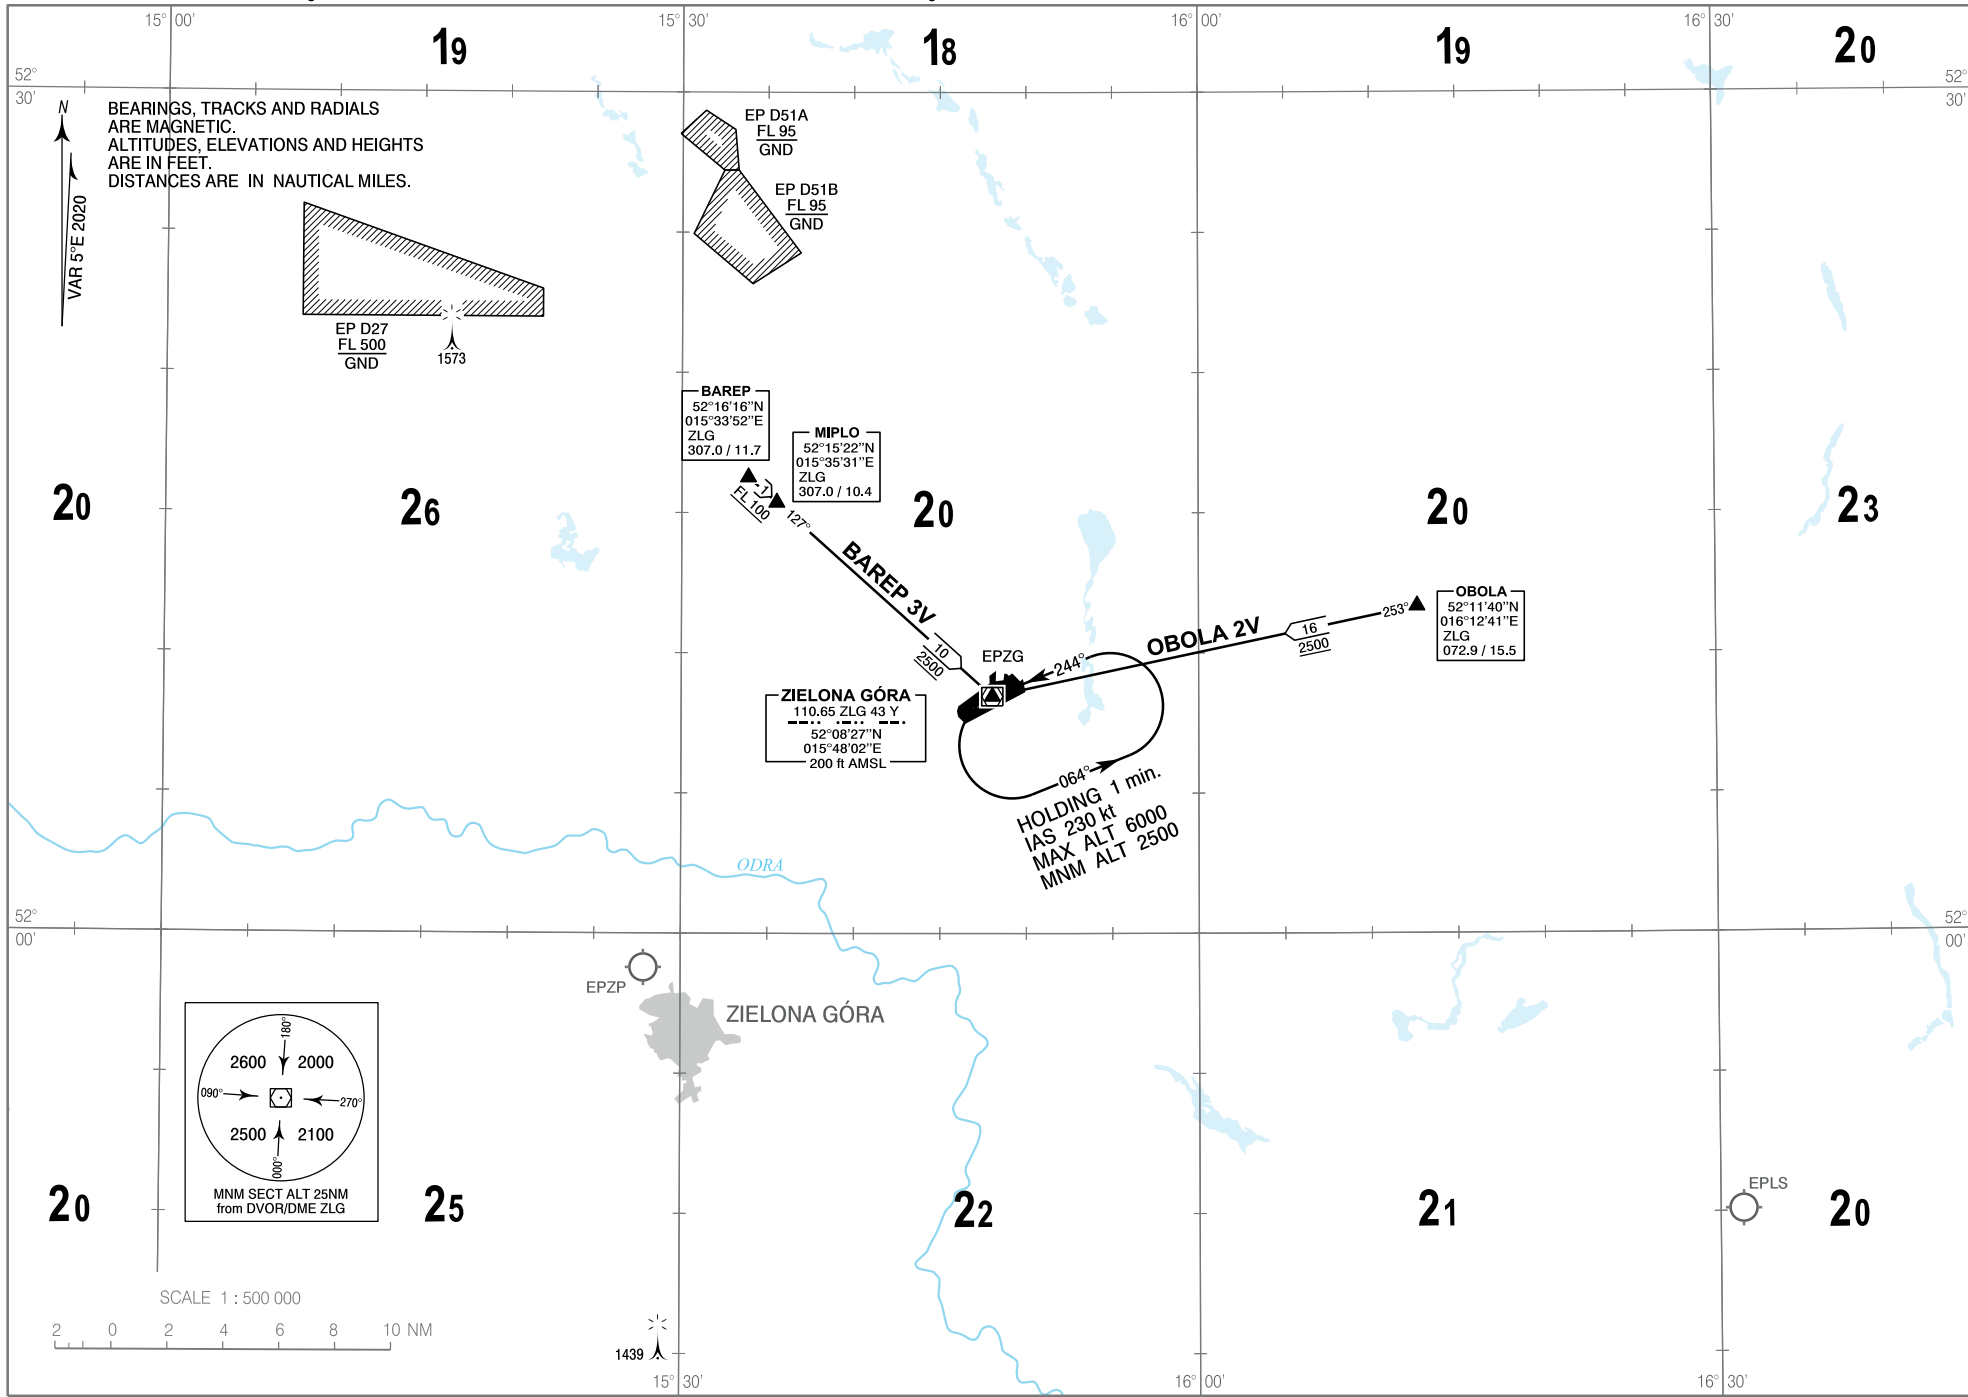 15° 00'
15° 30'
16° 00'
16° 30'
19
18
19
20
52°
30'
52°
30'
N
VAR 5°E 2020
BEARINGS, TRACKS AND RADIALS
ARE MAGNETIC.
ALTITUDES, ELEVATIONS AND HEIGHTS
ARE IN FEET.
DISTANCES ARE IN NAUTICAL MILES.
EP D51A
FL 95
GND
EP D51B
FL 95
GND
EP D27
FL 500
GND
1573
BAREP
52°16'16"N
015°33'52"E
ZLG
307.0 / 11.7
MIPLO
52°15'22"N
015°35'31"E
ZLG
307.0 / 10.4
1
FL 100
127°
BAREP 3V
10
2500
20
26
20
20
23
OBOLA
52°11'40"N
016°12'41"E
ZLG
072.9 / 15.5
253°
16
2500
OBOLA 2V
EPZG
244°
ZIELONA GÓRA
110.65 ZLG 43 Y
52°08'27"N
015°48'02"E
200 ft AMSL
064°
HOLDING 1 min.
IAS 230 kt
MAX ALT 6000
MNM ALT 2500
ODRA
52°
00'
52°
00'
EPZP
ZIELONA GÓRA
180°
2600
2000
090°
270°
2500
2100
000°
MNM SECT ALT 25NM
from DVOR/DME ZLG
20
25
22
21
20
EPLS
SCALE 1 : 500 000
2 0 2 4 6 8 10 NM
1439
15° 30'
16° 00'
16° 30'